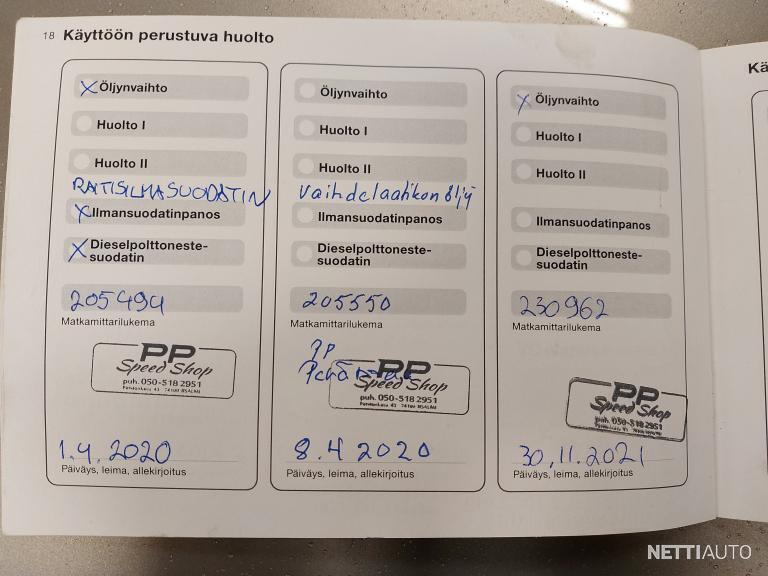 18 Käyttöön perustuva huolto
Kä
X Öljynvaihto
Huolto I
Huolto II
RAITISILMASUODATIN
X Ilmansuodatinpanos
X Dieselpolttoneste-
suodatin
205494
Matkamittarilukema
PP
Speed Shop
puh. 050-518 2951
1.4.2020
Päiväys, leima, allekirjoitus
Öljynvaihto
Huolto I
Huolto II
Vaihdelaatikon öljy
Ilmansuodatinpanos
Dieselpolttoneste-
suodatin
205550
Matkamittarilukema
PP
Speed Shop
puh. 050-518 2951
8.4 2020
Päiväys, leima, allekirjoitus
X Öljynvaihto
Huolto I
Huolto II
Ilmansuodatinpanos
Dieselpolttoneste-
suodatin
230962
Matkamittarilukema
PP
Speed Shop
puh. 050-518 2951
30.11.2021
Päiväys, leima, allekirjoitus
NETTIAUTO